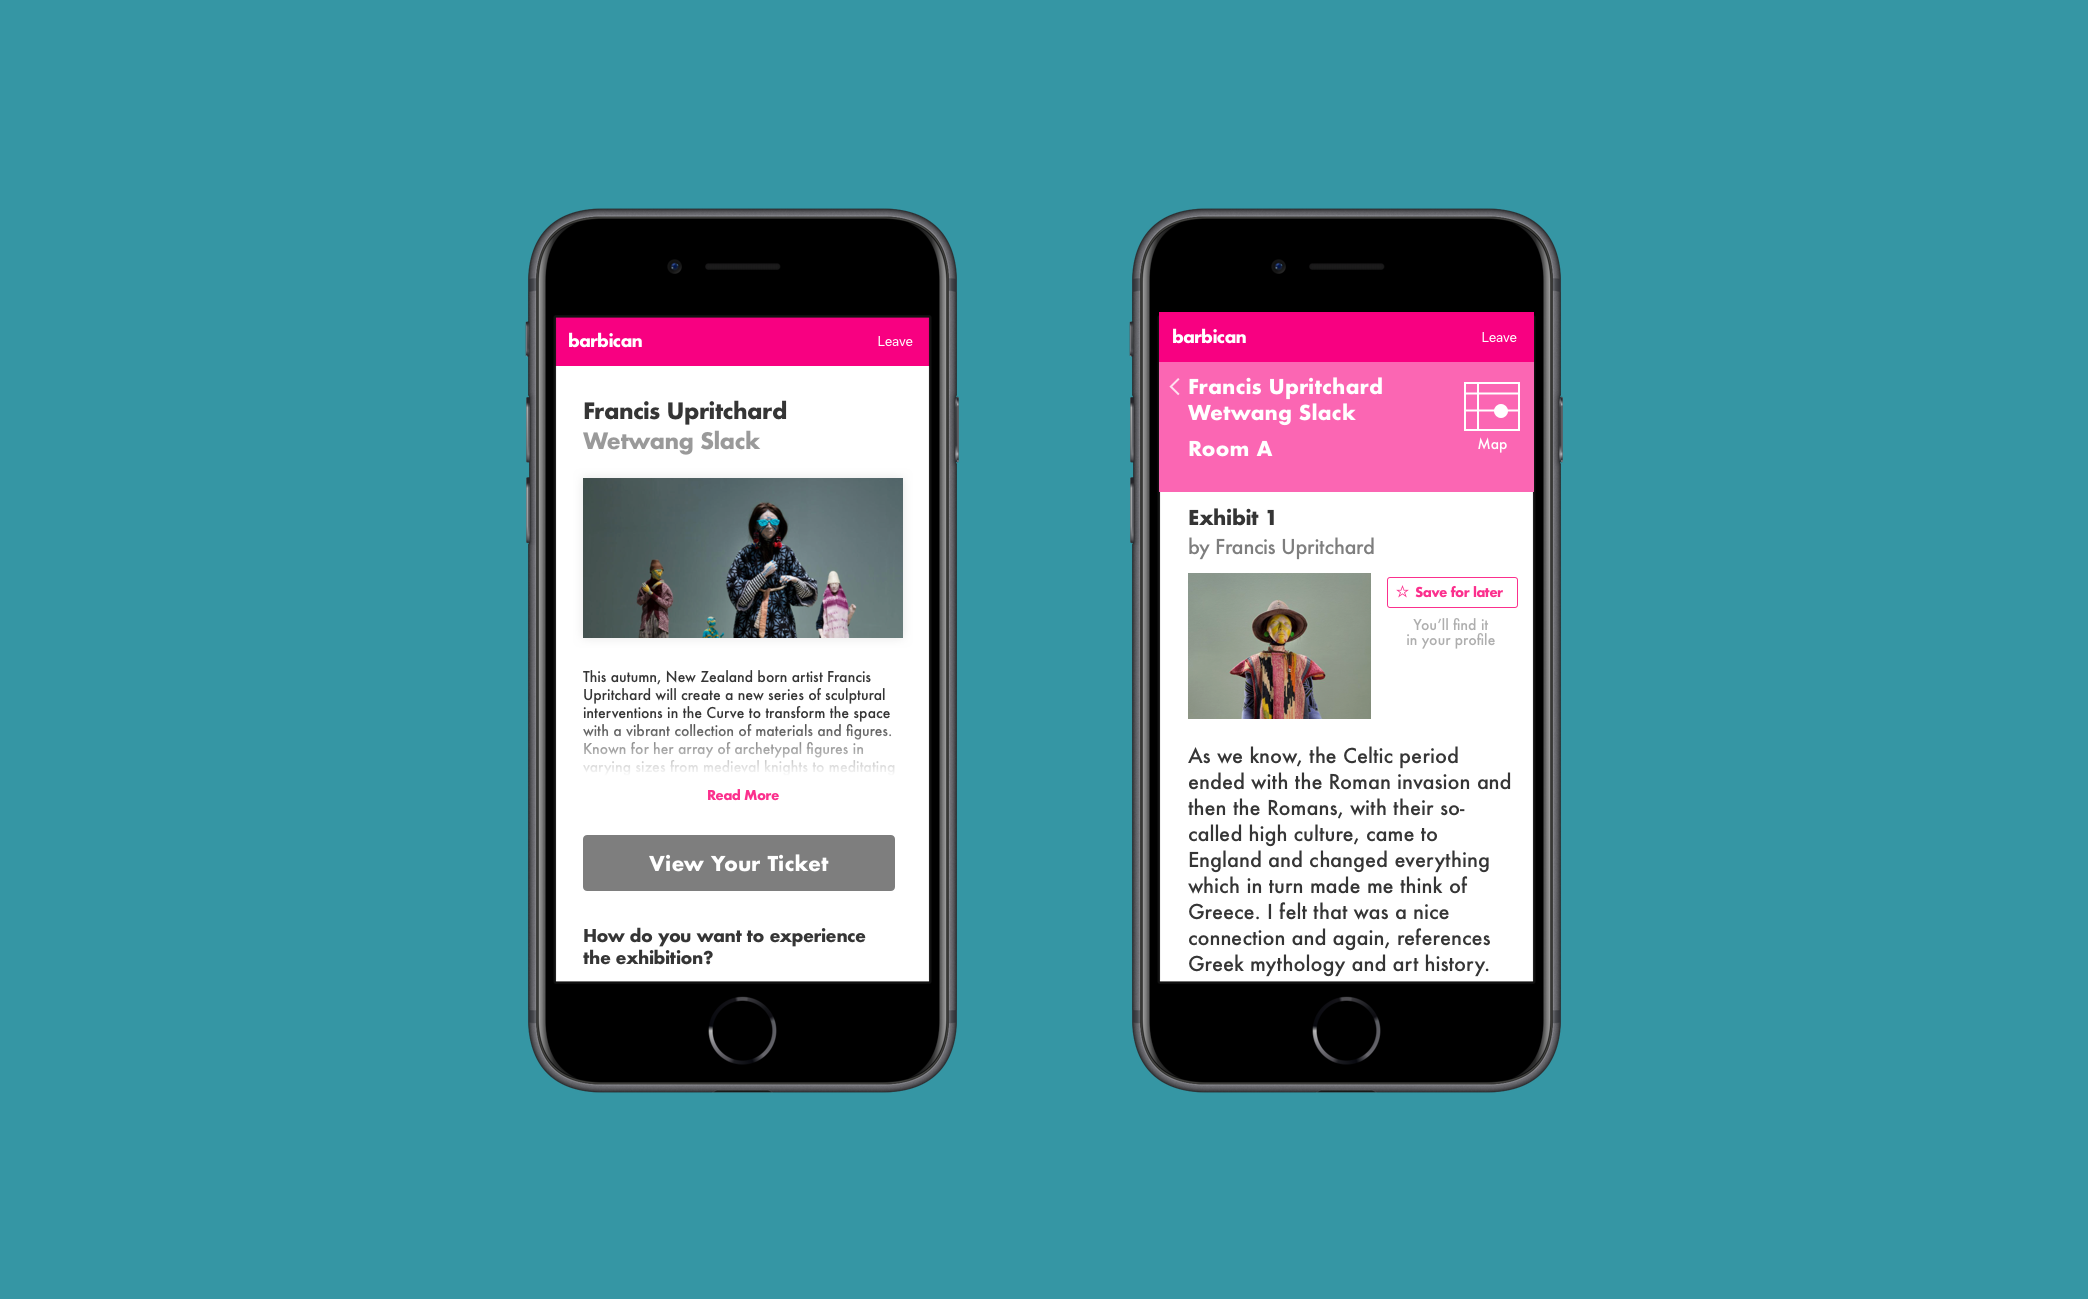 barbican
Leave
Francis Upritchard
Wetwang Slack
This autumn, New Zealand born artist Francis
Upritchard will create a new series of sculptural
interventions in the Curve to transform the space
with a vibrant collection of materials and figures.
Known for her array of archetypal figures in
varying sizes from medieval knights to meditating
Read More
View Your Ticket
How do you want to experience
the exhibition?
barbican
Leave
Francis Upritchard
Wetwang Slack
Room A
Map
Exhibit 1
by Francis Upritchard
☆ Save for later
You'll find it
in your profile
As we know, the Celtic period
ended with the Roman invasion and
then the Romans, with their so-
called high culture, came to
England and changed everything
which in turn made me think of
Greece. I felt that was a nice
connection and again, references
Greek mythology and art history.